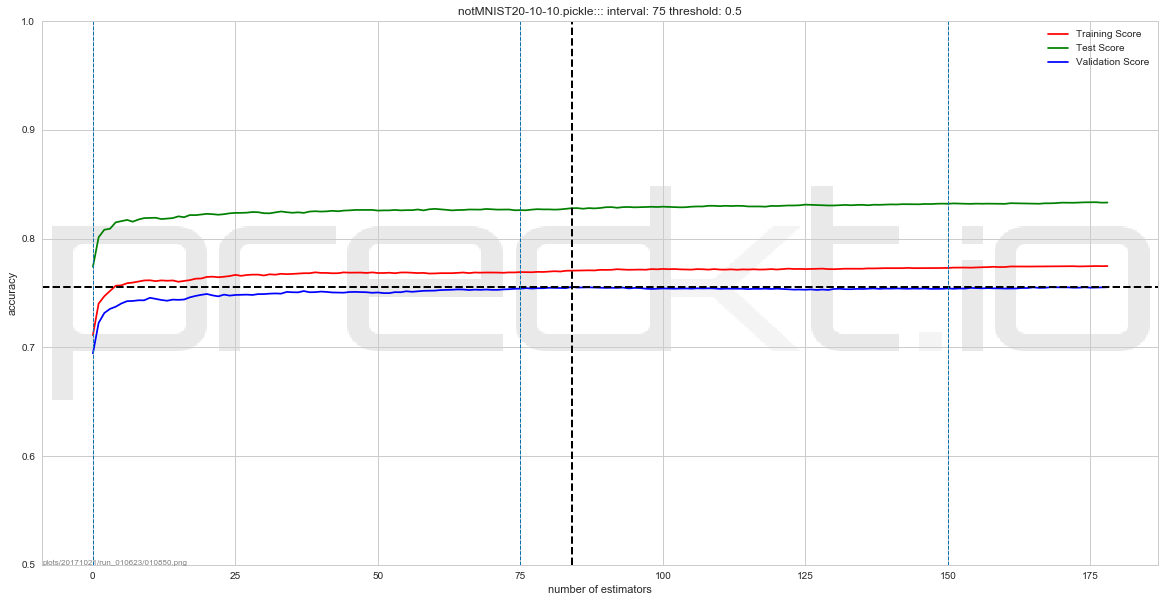 notMNIST20-10-10.pickle::: interval: 75 threshold: 0.5
Training Score
Test Score
Validation Score
1.0
0.9
0.8
0.7
0.6
0.5
accuracy
predkt.io
0
25
50
75
100
125
150
175
number of estimators